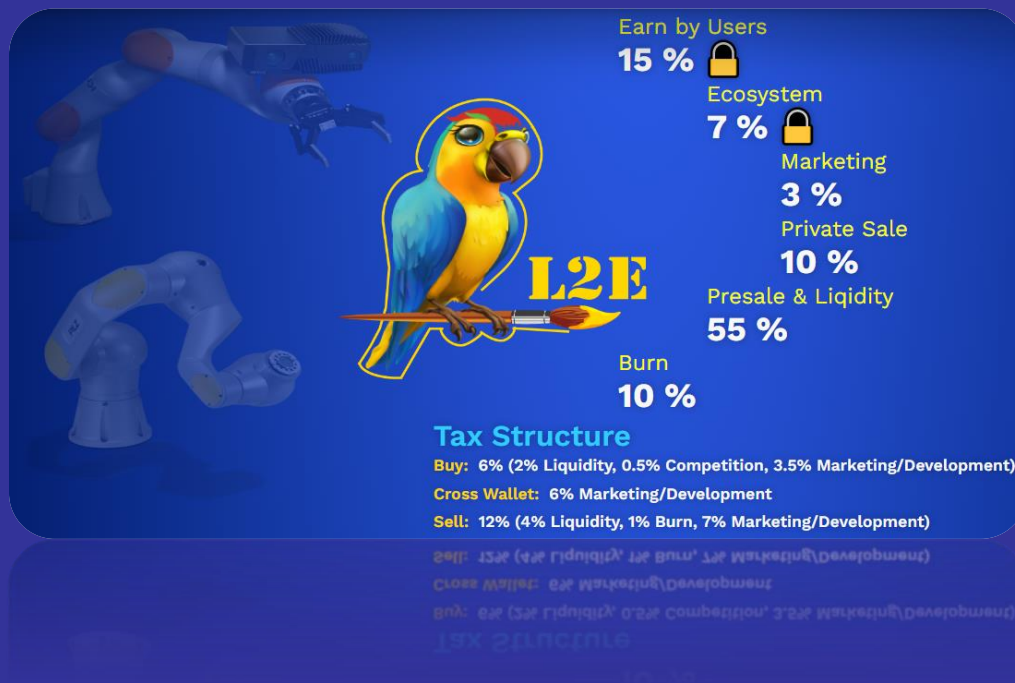 Earn by Users
15 %
Ecosystem
7 %
Marketing
3 %
Private Sale
10 %
L2E
Presale & Liqidity
55 %
Burn
10 %
Tax Structure
Buy: 6% (2% Liquidity, 0.5% Competition, 3.5% Marketing/Development)
Cross Wallet: 6% Marketing/Development
Sell: 12% (4% Liquidity, 1% Burn, 7% Marketing/Development)